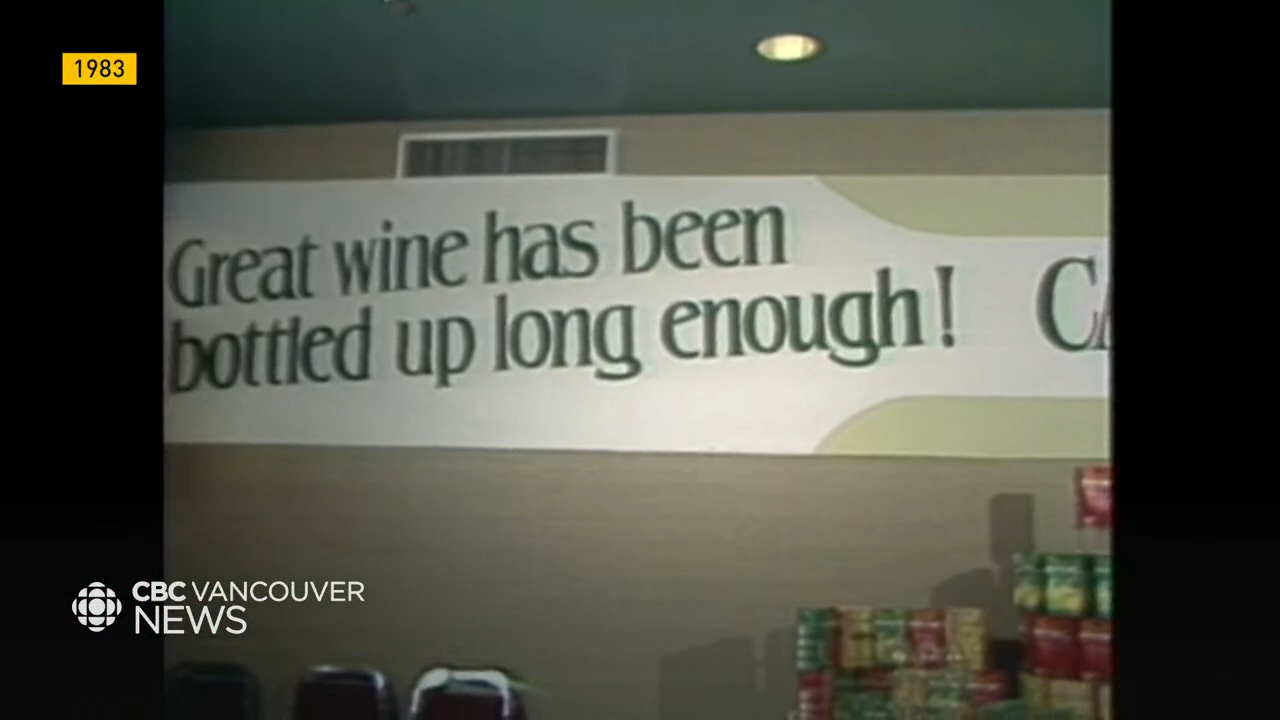 1983
Great wine has been
bottled up long enough!
CBC VANCOUVER
NEWS